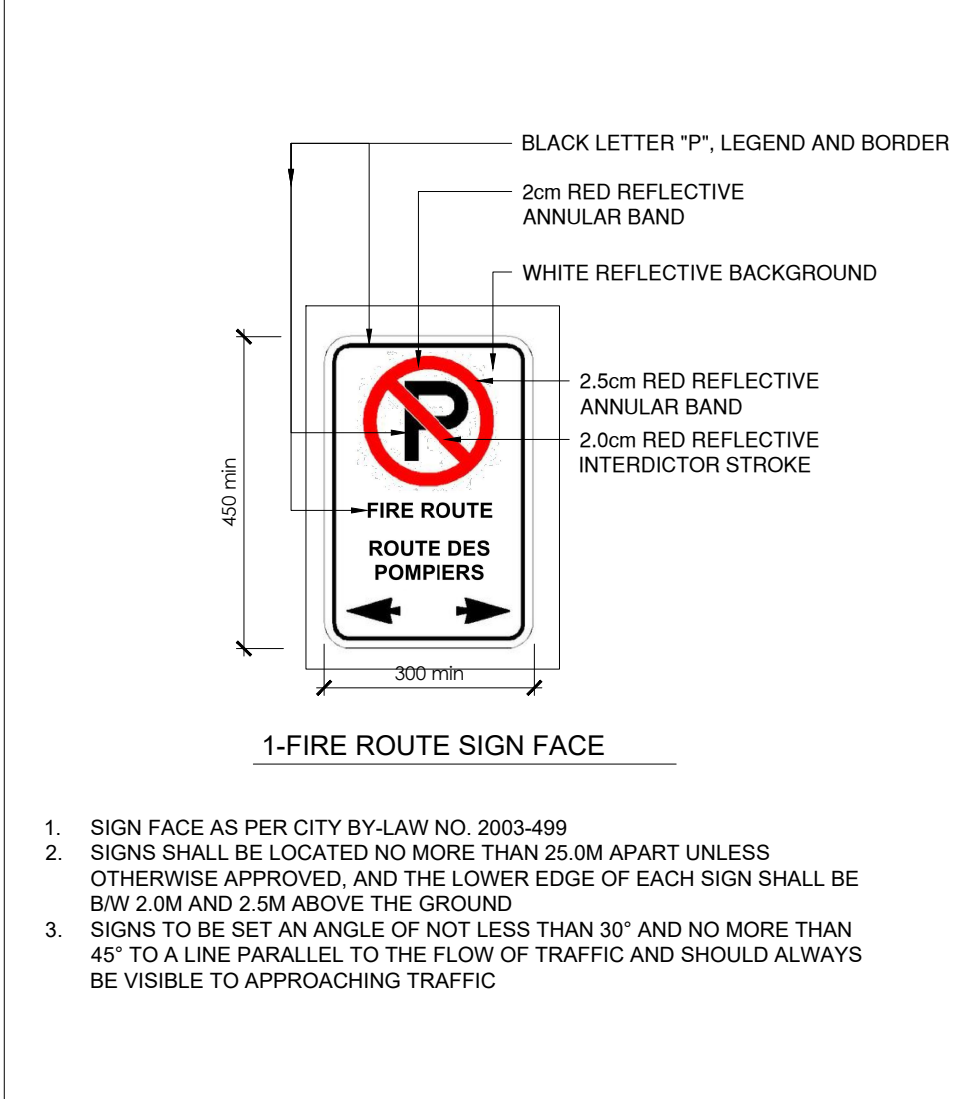 BLACK LETTER "P", LEGEND AND BORDER
2cm RED REFLECTIVE
ANNULAR BAND
WHITE REFLECTIVE BACKGROUND
2.5cm RED REFLECTIVE
ANNULAR BAND
2.0cm RED REFLECTIVE
INTERDICTOR STROKE
450 min
P
FIRE ROUTE
ROUTE DES
POMPIERS
300 min
1-FIRE ROUTE SIGN FACE
1. SIGN FACE AS PER CITY BY-LAW NO. 2003-499
2. SIGNS SHALL BE LOCATED NO MORE THAN 25.0M APART UNLESS
OTHERWISE APPROVED, AND THE LOWER EDGE OF EACH SIGN SHALL BE
B/W 2.0M AND 2.5M ABOVE THE GROUND
3. SIGNS TO BE SET AN ANGLE OF NOT LESS THAN 30° AND NO MORE THAN
45° TO A LINE PARALLEL TO THE FLOW OF TRAFFIC AND SHOULD ALWAYS
BE VISIBLE TO APPROACHING TRAFFIC